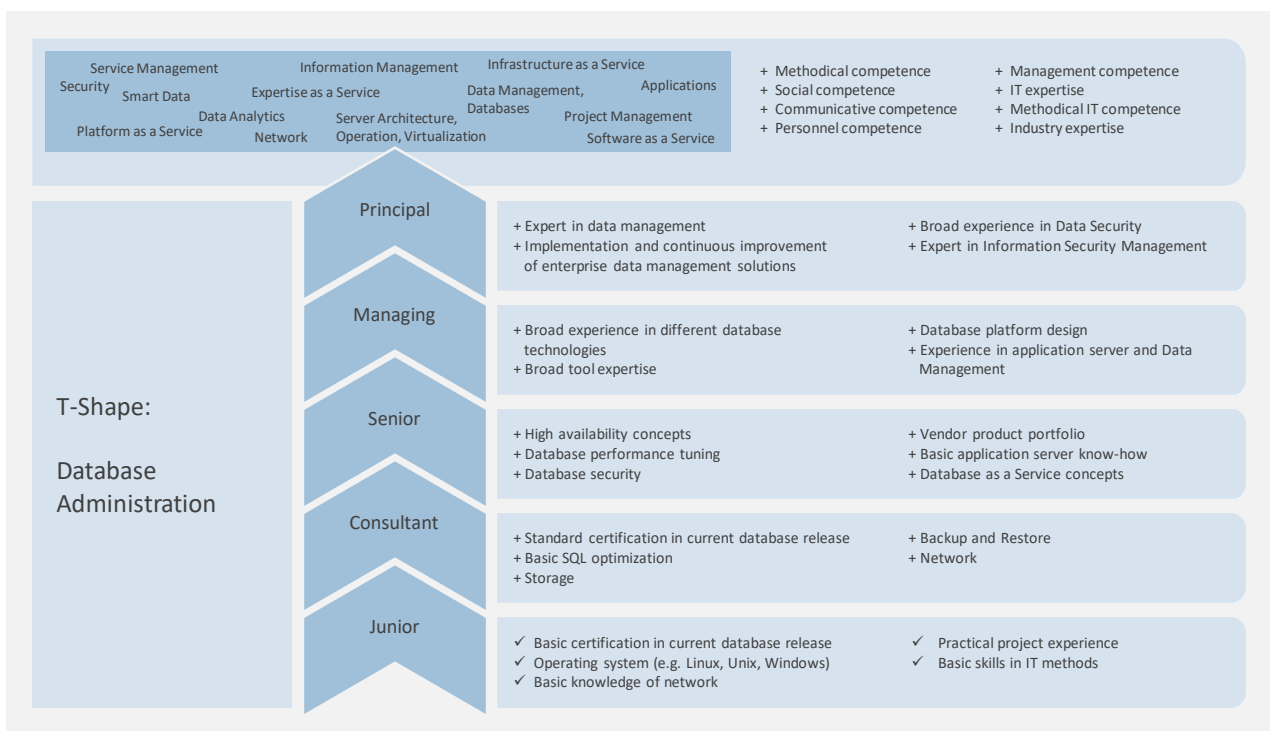 Service Management
Information Management
Infrastructure as a Service
Security
Smart Data
Expertise as a Service
Data Management,
Databases
Applications
Data Analytics
Server Architecture,
Operation, Virtualization
Project Management
Platform as a Service
Network
Software as a Service
+ Methodical competence
+ Social competence
+ Communicative competence
+ Personnel competence
+ Management competence
+ IT expertise
+ Methodical IT competence
+ Industry expertise
T-Shape:
Database
Administration
Principal
+ Expert in data management
+ Implementation and continuous improvement
of enterprise data management solutions
+ Broad experience in Data Security
+ Expert in Information Security Management
Managing
+ Broad experience in different database
technologies
+ Broad tool expertise
+ Database platform design
+ Experience in application server and Data
Management
Senior
+ High availability concepts
+ Database performance tuning
+ Database security
+ Vendor product portfolio
+ Basic application server know-how
+ Database as a Service concepts
Consultant
+ Standard certification in current database release
+ Basic SQL optimization
+ Storage
+ Backup and Restore
+ Network
Junior
✓ Basic certification in current database release
✓ Operating system (e.g. Linux, Unix, Windows)
✓ Basic knowledge of network
✓ Practical project experience
✓ Basic skills in IT methods